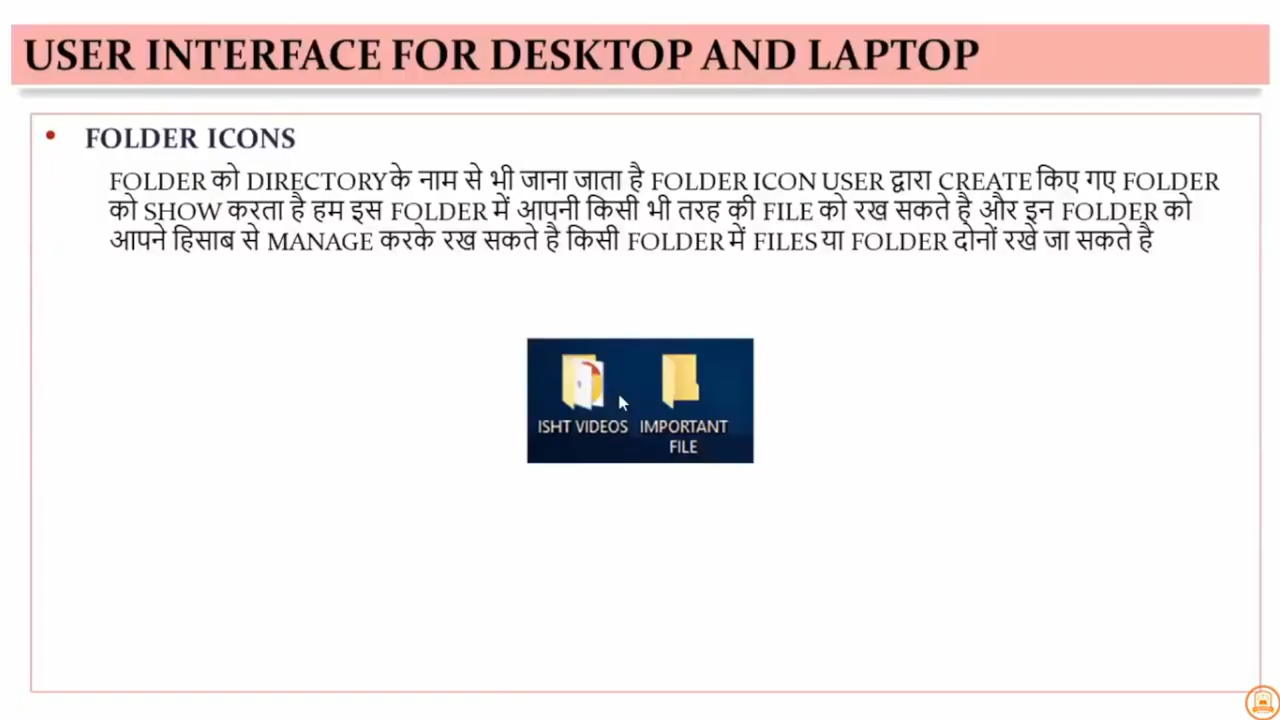 USER INTERFACE FOR DESKTOP AND LAPTOP
• FOLDER ICONS
FOLDER को DIRECTORY के नाम से भी जाना जाता है FOLDER ICON USER द्वारा CREATE किए गए FOLDER
को SHOW करता है हम इस FOLDER में आपनी किसी भी तरह की FILE को रख सकते है और इन FOLDER को
आपने हिसाब से MANAGE करके रख सकते है किसी FOLDER में FILES या FOLDER दोनों रखे जा सकते है
ISHT VIDEOS
IMPORTANT
FILE